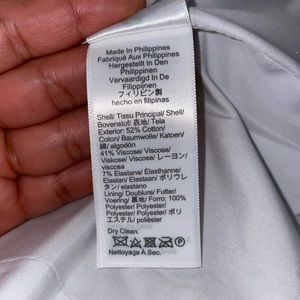 Made In Philippines
Fabriqué Aux Philippines
Hergestellt In Den
Philippinen
Vervaardigd In De
Filippijnen
フィリピン製
hecho en filipinas
Shell/ Tissu Principal/ Shell/
Bovenstof/ 表地/ Tela
Exterior: 52% Cotton/
Coton/ Baumwolle/ Katoen/
綿/ algodón
41% Viscose/ Viscose/
Viskose/ Viscose/ レーヨン/
viscosa
7% Elastane/ Élasthanne/
Elastan/ Elastaan/ ポリウレ
タン/ elastano
Lining/ Doublure/ Futter/
Voering/ 裏地/ Forro: 100%
Polyester/ Polyester/
Polyester/ Polyester/ ポリ
エステル/ poliéster
Dry Clean.
Nettoyage À Sec.